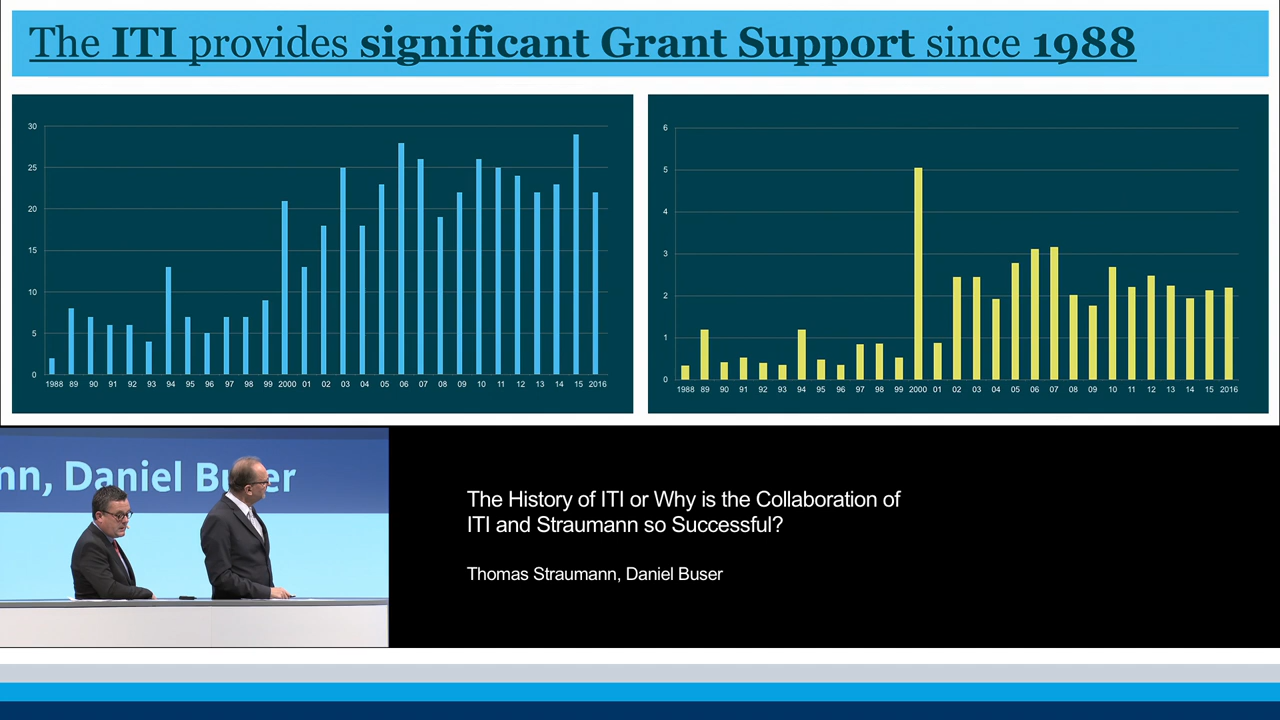 The ITI provides significant Grant Support since 1988
30
25
20
15
10
5
0
1988 89 90 91 92 93 94 95 96 97 98 99 2000 01 02 03 04 05 06 07 08 09 10 11 12 13 14 15 2016
6
5
4
3
2
1
0
1988 89 90 91 92 93 94 95 96 97 98 99 2000 01 02 03 04 05 06 07 08 09 10 11 12 13 14 15 2016
nn, Daniel Buser
The History of ITI or Why is the Collaboration of
ITI and Straumann so Successful?
Thomas Straumann, Daniel Buser